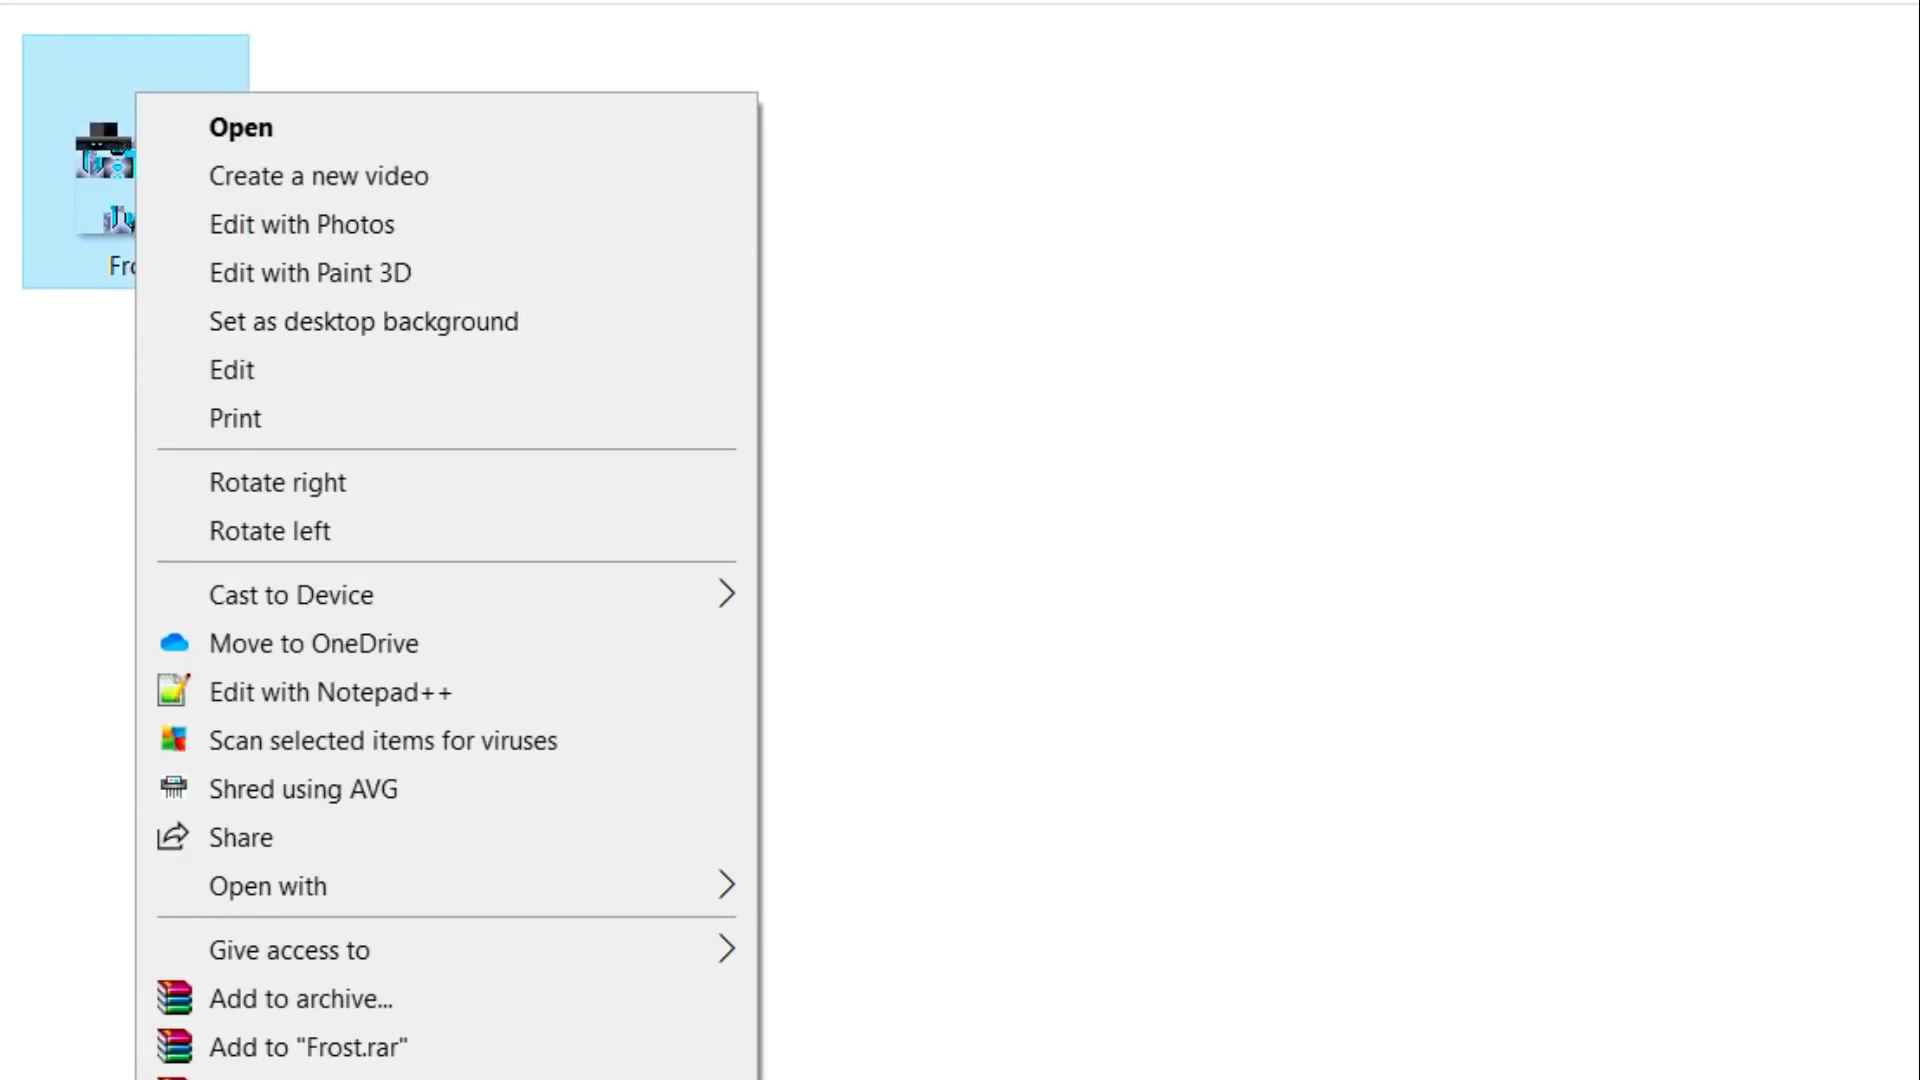 Open
Create a new video
Edit with Photos
Edit with Paint 3D
Set as desktop background
Edit
Print
Rotate right
Rotate left
Cast to Device
Move to OneDrive
Edit with Notepad++
Scan selected items for viruses
Shred using AVG
Share
Open with
Give access to
Add to archive...
Add to "Frost.rar"